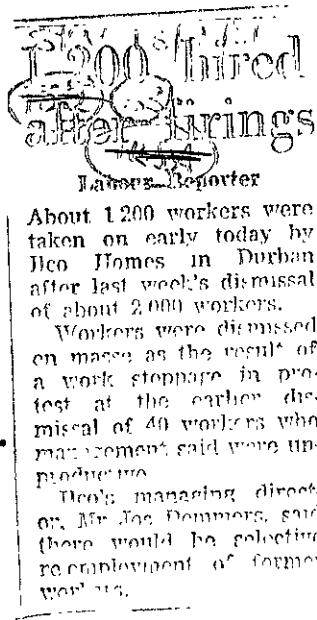 1 200 hired
after firings
Labour Reporter
About 1 200 workers were
taken on early today by
Ilco Homes in Durban
after last week's dismissal
of about 2 000 workers.
Workers were dismissed
en masse as the result of
a work stoppage in pro-
test at the earlier dis-
missal of 40 workers who
management said were un-
productive.
Ilco's managing direct-
or, Mr Joe Demmers, said
there would be selective
re-employment of former
workers.